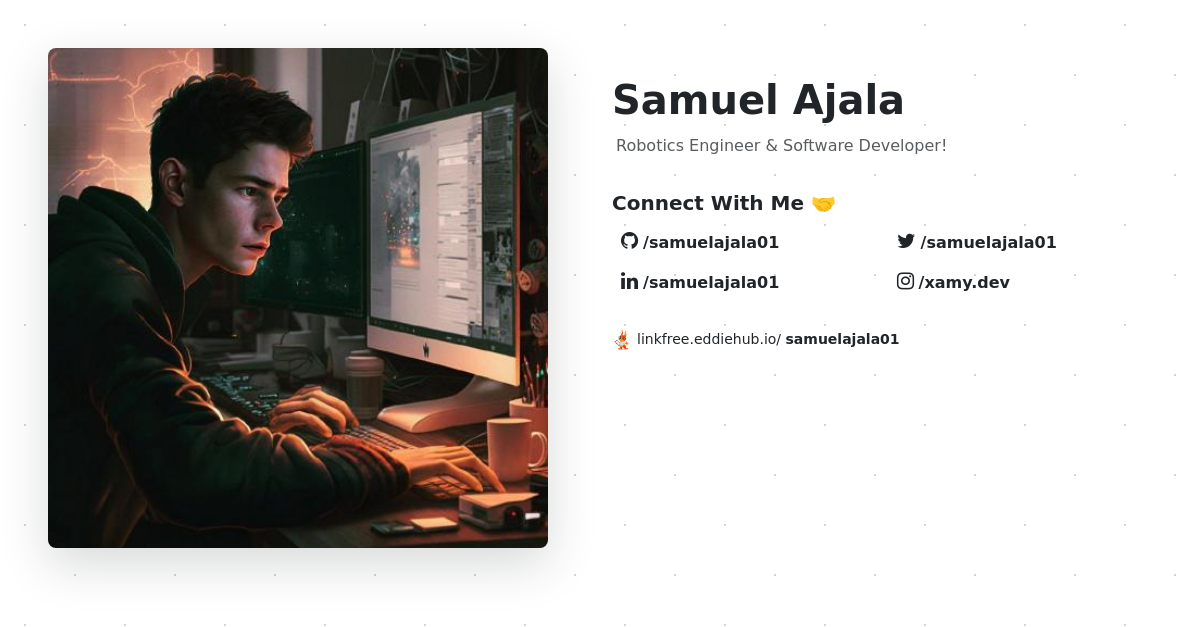 Samuel Ajala
Robotics Engineer & Software Developer!
Connect With Me 🤝
/samuelajala01
/samuelajala01
/samuelajala01
/xamy.dev
linkfree.eddiehub.io/ samuelajala01